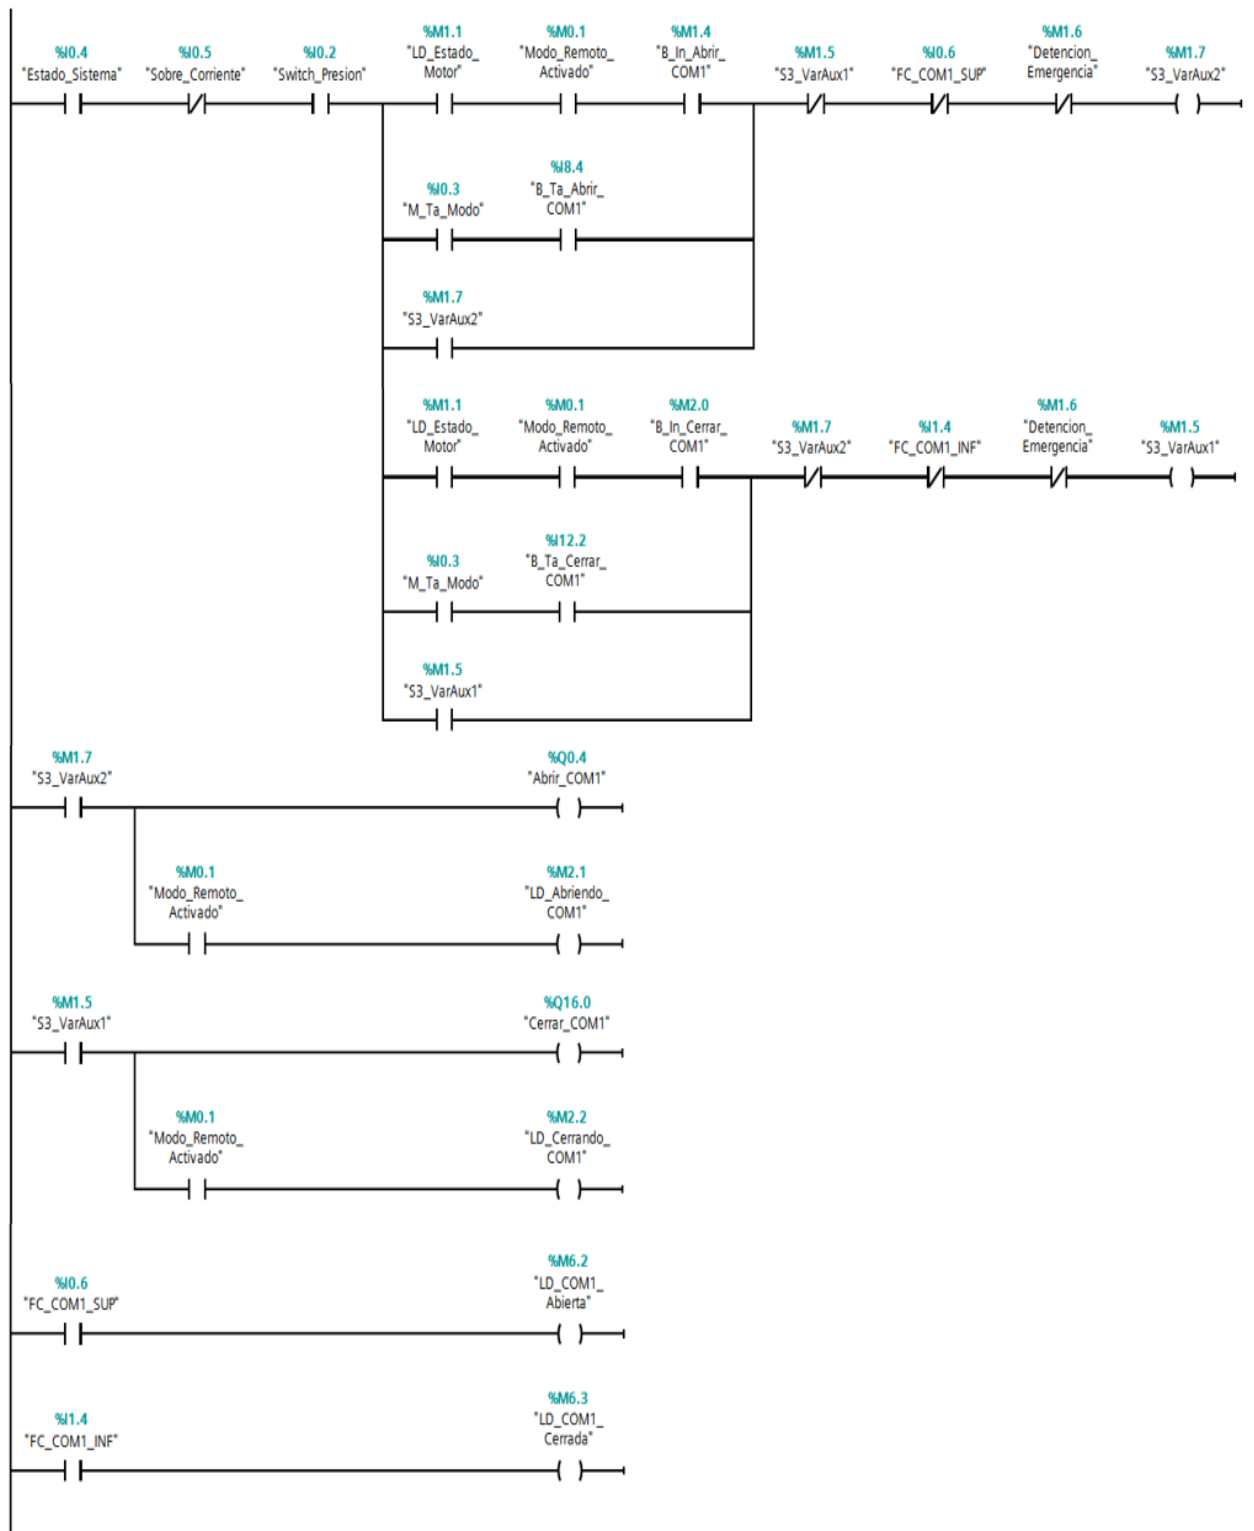 %I0.4
"Estado_Sistema"
%I0.5
"Sobre_Corriente"
%I0.2
"Switch_Presion"
%M1.1
"LD_Estado_
Motor"
%M0.1
"Modo_Remoto_
Activado"
%M1.4
"B_In_Abrir_
COM1"
%M1.5
"S3_VarAux1"
%I0.6
"FC_COM1_SUP"
%M1.6
"Detencion_
Emergencia"
%M1.7
"S3_VarAux2"
%I0.3
"M_Ta_Modo"
%I8.4
"B_Ta_Abrir_
COM1"
%M1.7
"S3_VarAux2"
%M1.1
"LD_Estado_
Motor"
%M0.1
"Modo_Remoto_
Activado"
%M2.0
"B_In_Cerrar_
COM1"
%M1.7
"S3_VarAux2"
%I1.4
"FC_COM1_INF"
%M1.6
"Detencion_
Emergencia"
%M1.5
"S3_VarAux1"
%I0.3
"M_Ta_Modo"
%I12.2
"B_Ta_Cerrar_
COM1"
%M1.5
"S3_VarAux1"
%M1.7
"S3_VarAux2"
%Q0.4
"Abrir_COM1"
%M0.1
"Modo_Remoto_
Activado"
%M2.1
"LD_Abriendo_
COM1"
%M1.5
"S3_VarAux1"
%Q16.0
"Cerrar_COM1"
%M0.1
"Modo_Remoto_
Activado"
%M2.2
"LD_Cerrando_
COM1"
%I0.6
"FC_COM1_SUP"
%M6.2
"LD_COM1_
Abierta"
%I1.4
"FC_COM1_INF"
%M6.3
"LD_COM1_
Cerrada"